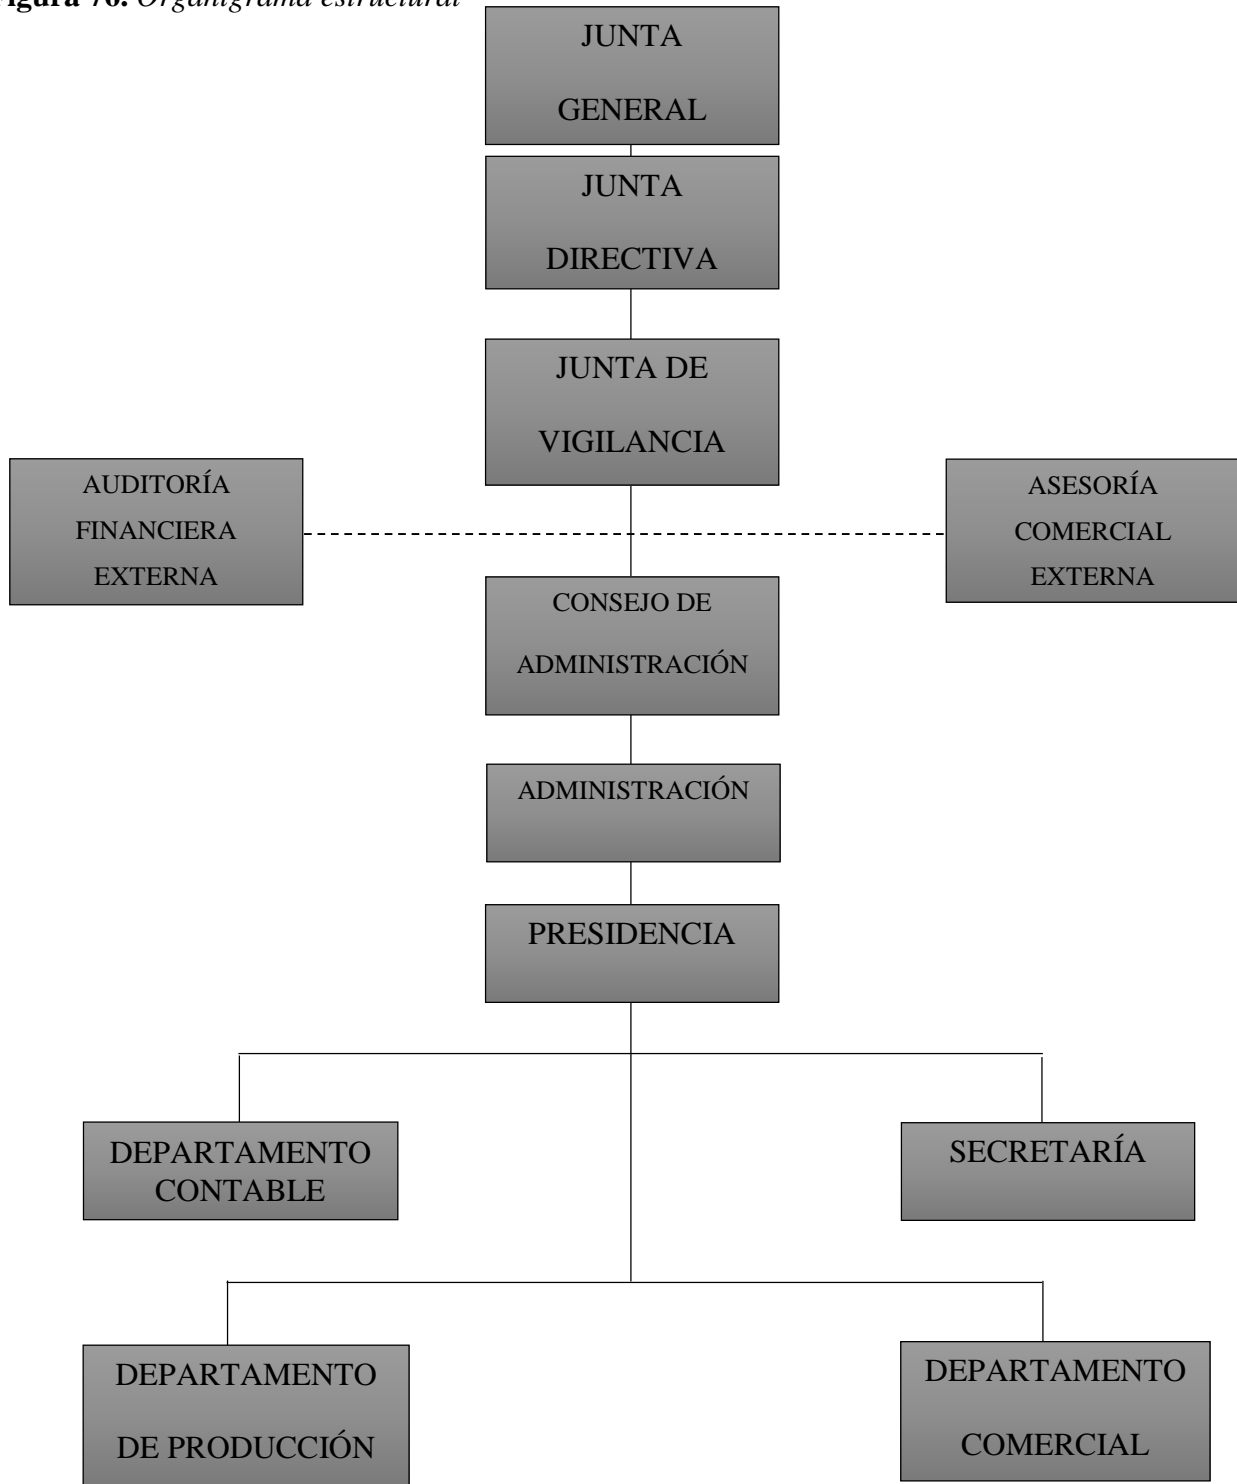 Figura 76. Organigrama estructural
JUNTA
GENERAL
JUNTA
DIRECTIVA
JUNTA DE
VIGILANCIA
AUDITORÍA
FINANCIERA
EXTERNA
ASESORÍA
COMERCIAL
EXTERNA
CONSEJO DE
ADMINISTRACIÓN
ADMINISTRACIÓN
PRESIDENCIA
DEPARTAMENTO
CONTABLE
SECRETARÍA
DEPARTAMENTO
DE PRODUCCIÓN
DEPARTAMENTO
COMERCIAL